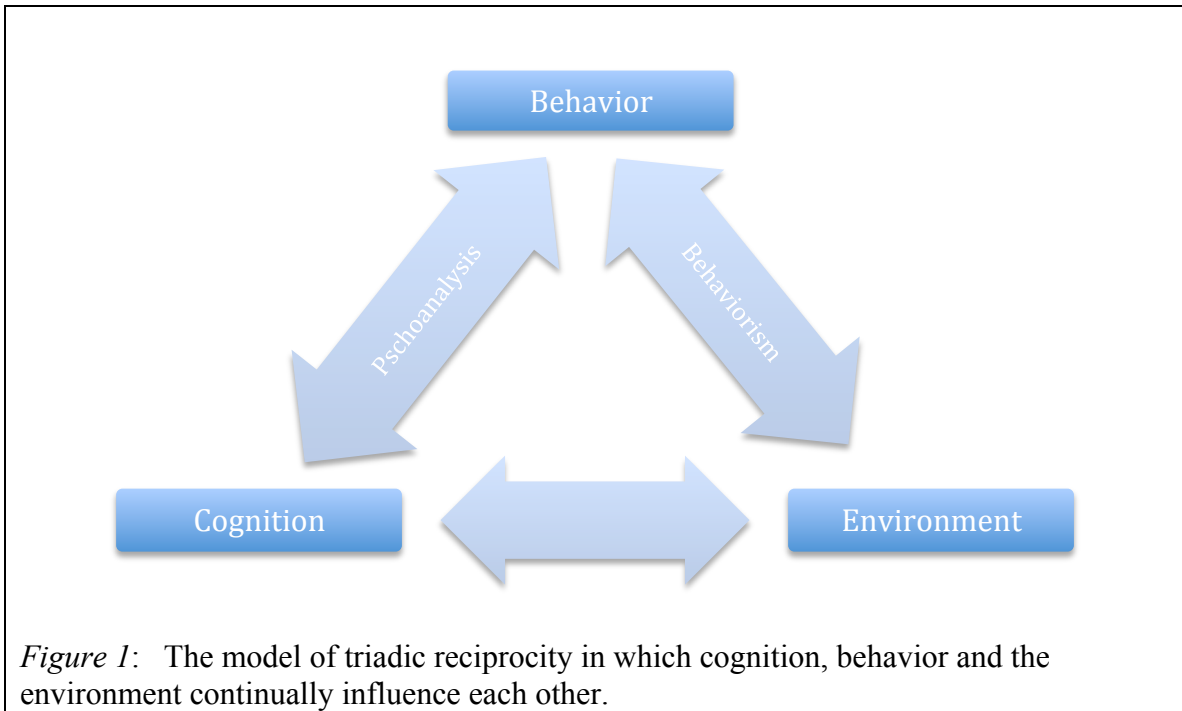 Behavior
Pschoanalysis
Behaviorism
Cognition
Environment
Figure 1: The model of triadic reciprocity in which cognition, behavior and the
environment continually influence each other.